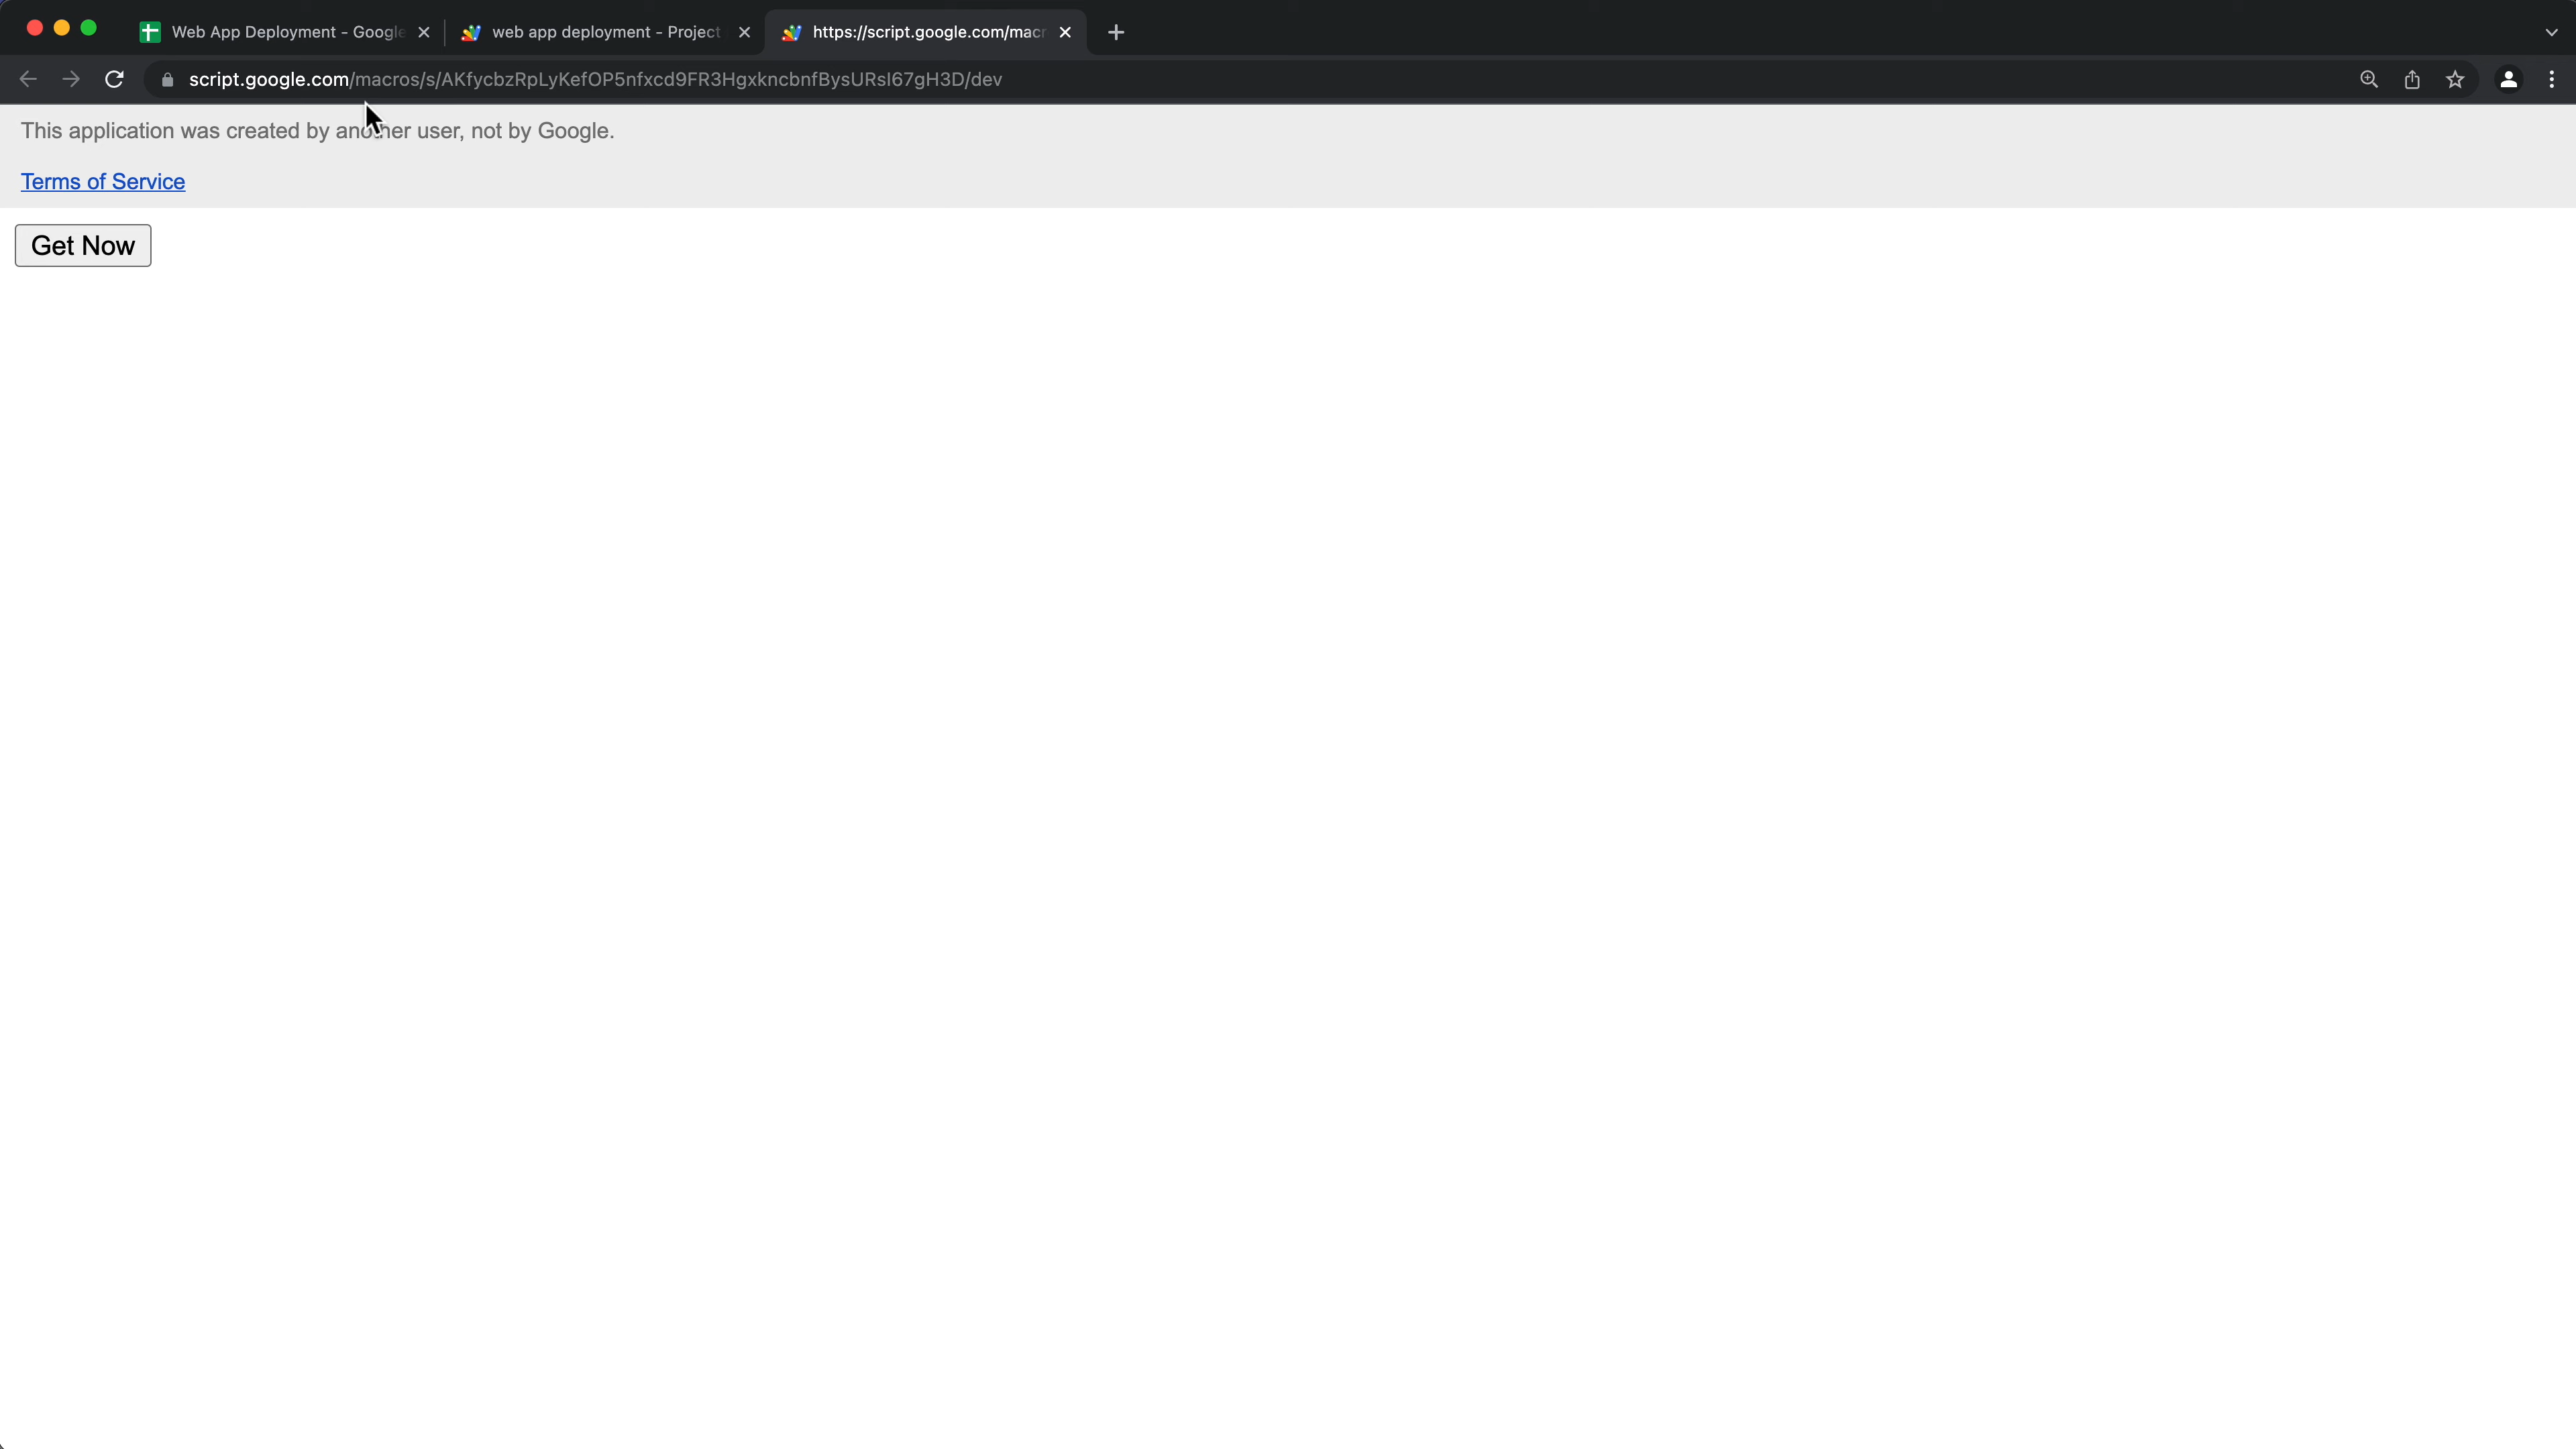 Web App Deployment - Google
web app deployment - Project
https://script.google.com/macr
script.google.com/macros/s/AKfycbzRpLyKefOP5nfxcd9FR3HgxkncbnfBysURsI67gH3D/dev
This application was created by another user, not by Google.
Terms of Service
Get Now